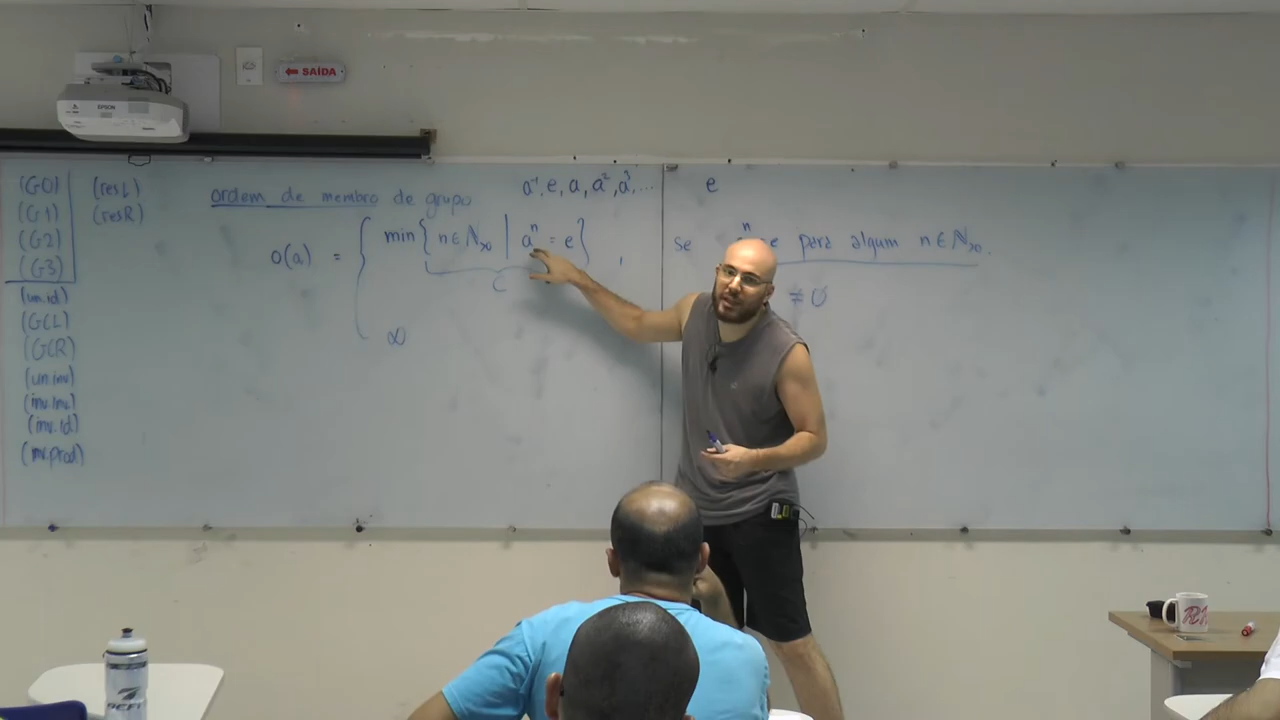 EPSON
SAÍDA
(G0)
(G1)
(G2)
(G3)
(un.id)
(GCL)
(GCR)
(un.inv)
(inv.inv)
(inv.id)
(inv.prod)
(resL)
(resR)
ordem de membro de grupo
a⁻¹, e, a, a², a³, ...
e
o(a) = { min{ n ∈ ℕ>0 | aⁿ = e } , se n e para algum n ∈ ℕ>0.
C
≠ ∅
∞